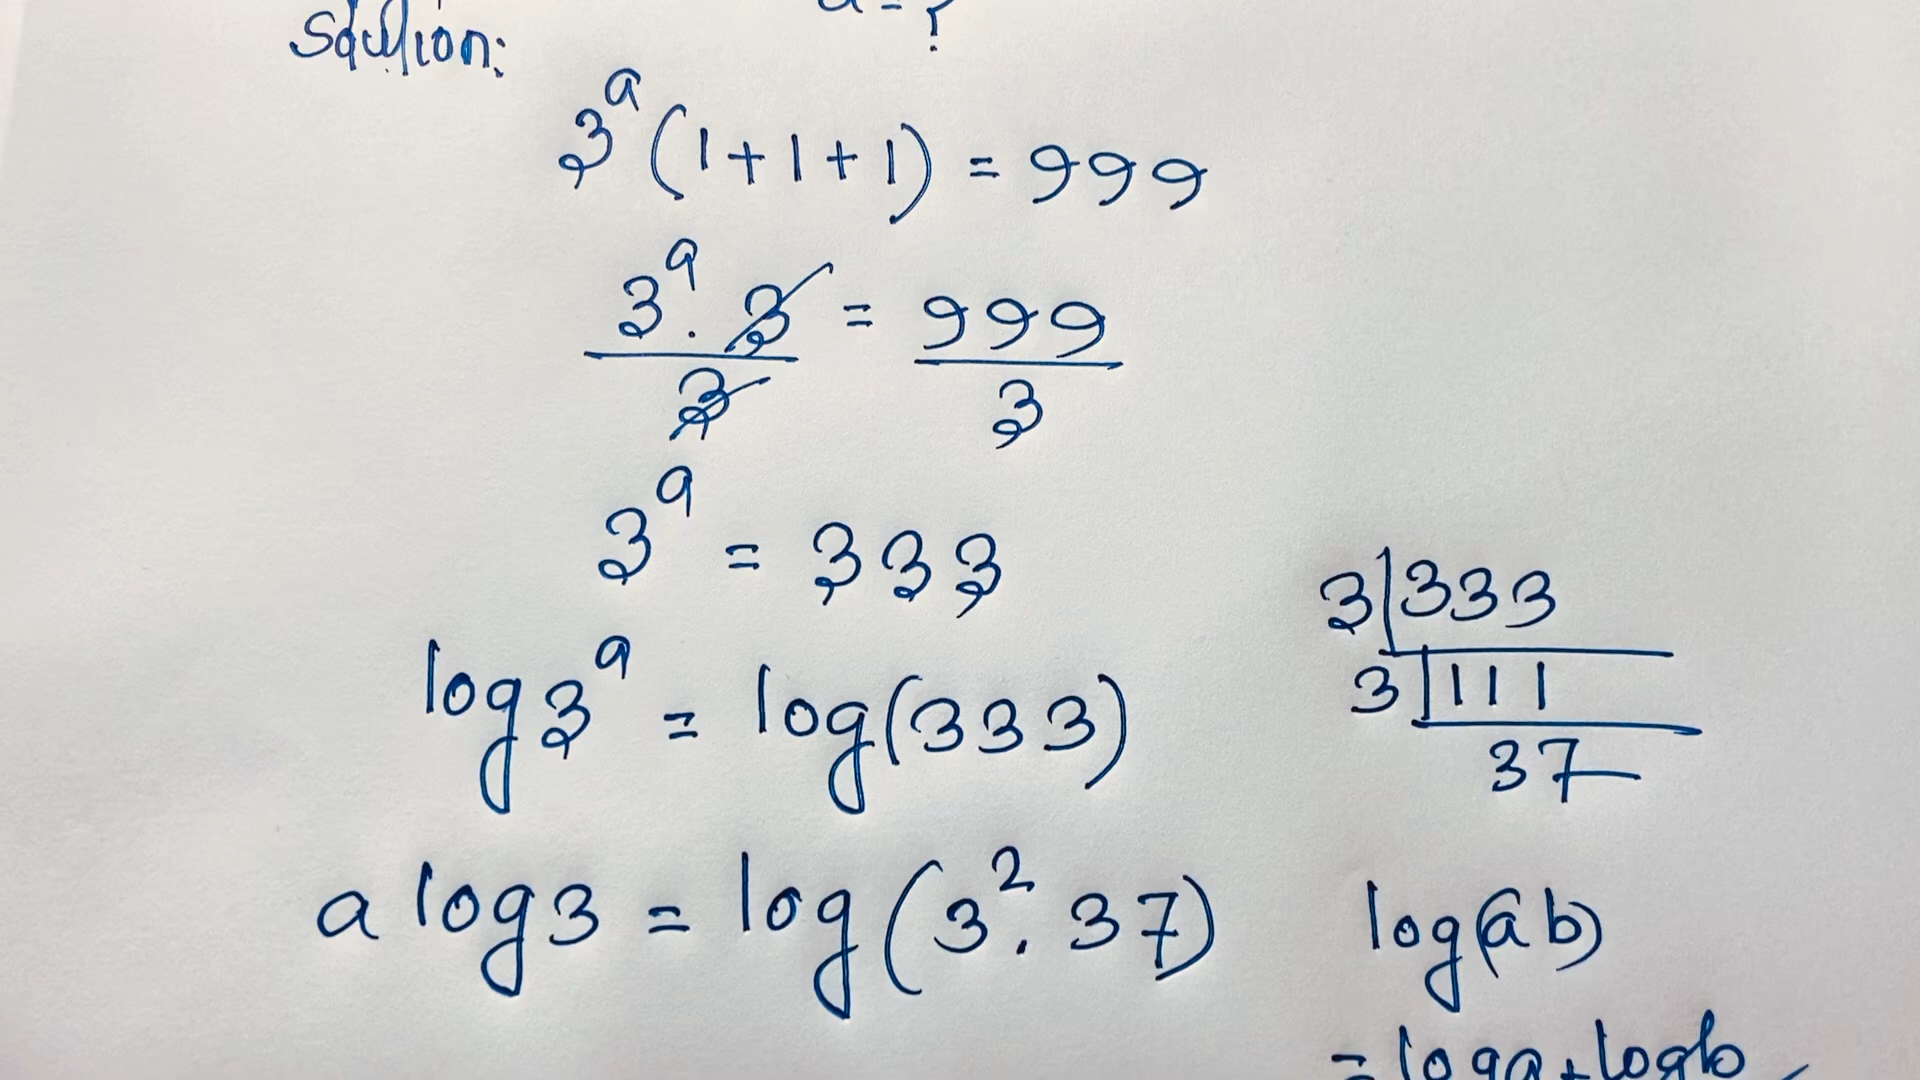 a = ?
Solution:
3^a (1+1+1) = 999
3^a . 3 / 3 = 999 / 3
3^a = 333
3 | 333
3 | 111
37
log 3^a = log(333)
a log 3 = log(3^2 . 37)
log(ab)
= log a + log b